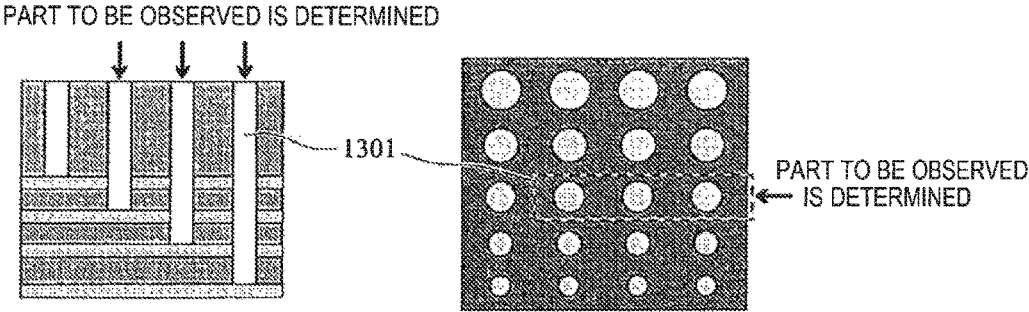 PART TO BE OBSERVED IS DETERMINED
1301
PART TO BE OBSERVED
IS DETERMINED